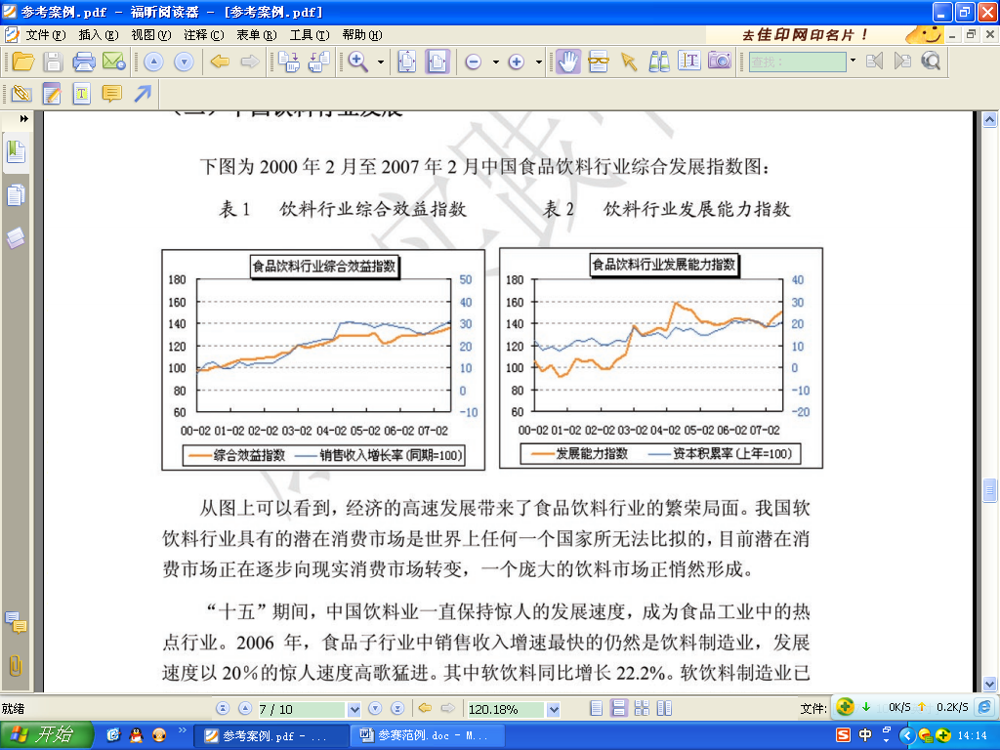 参考案例.pdf - 福昕阅读器 - [参考案例.pdf]
文件(F) 插入(I) 视图(V) 注释(C) 表单(R) 工具(T) 帮助(H)
去佳印网印名片！
查找：
下图为 2000 年 2 月至 2007 年 2 月中国食品饮料行业综合发展指数图：
表 1 饮料行业综合效益指数
表 2 饮料行业发展能力指数
食品饮料行业综合效益指数
180 50
160 40
140 30
120 20
100 10
80 0
60 -10
00-02 01-02 02-02 03-02 04-02 05-02 06-02 07-02
综合效益指数 销售收入增长率(同期=100)
食品饮料行业发展能力指数
180 40
160 30
140 20
120 10
100 0
80 -10
60 -20
00-02 01-02 02-02 03-02 04-02 05-02 06-02 07-02
发展能力指数 资本积累率(上年=100)
从图上可以看到，经济的高速发展带来了食品饮料行业的繁荣局面。我国软
饮料行业具有的潜在消费市场是世界上任何一个国家所无法比拟的，目前潜在消
费市场正在逐步向现实消费市场转变，一个庞大的饮料市场正悄然形成。
“十五”期间，中国饮料业一直保持惊人的发展速度，成为食品工业中的热
点行业。2006 年，食品子行业中销售收入增速最快的仍然是饮料制造业，发展
速度以 20%的惊人速度高歌猛进。其中软饮料同比增长 22.2%。软饮料制造业已
就绪 7 / 10 120.18% 文件: 0K/S 0.2K/S
开始 参考案例.pdf - ... 参赛范例.doc - M... 中 14:14